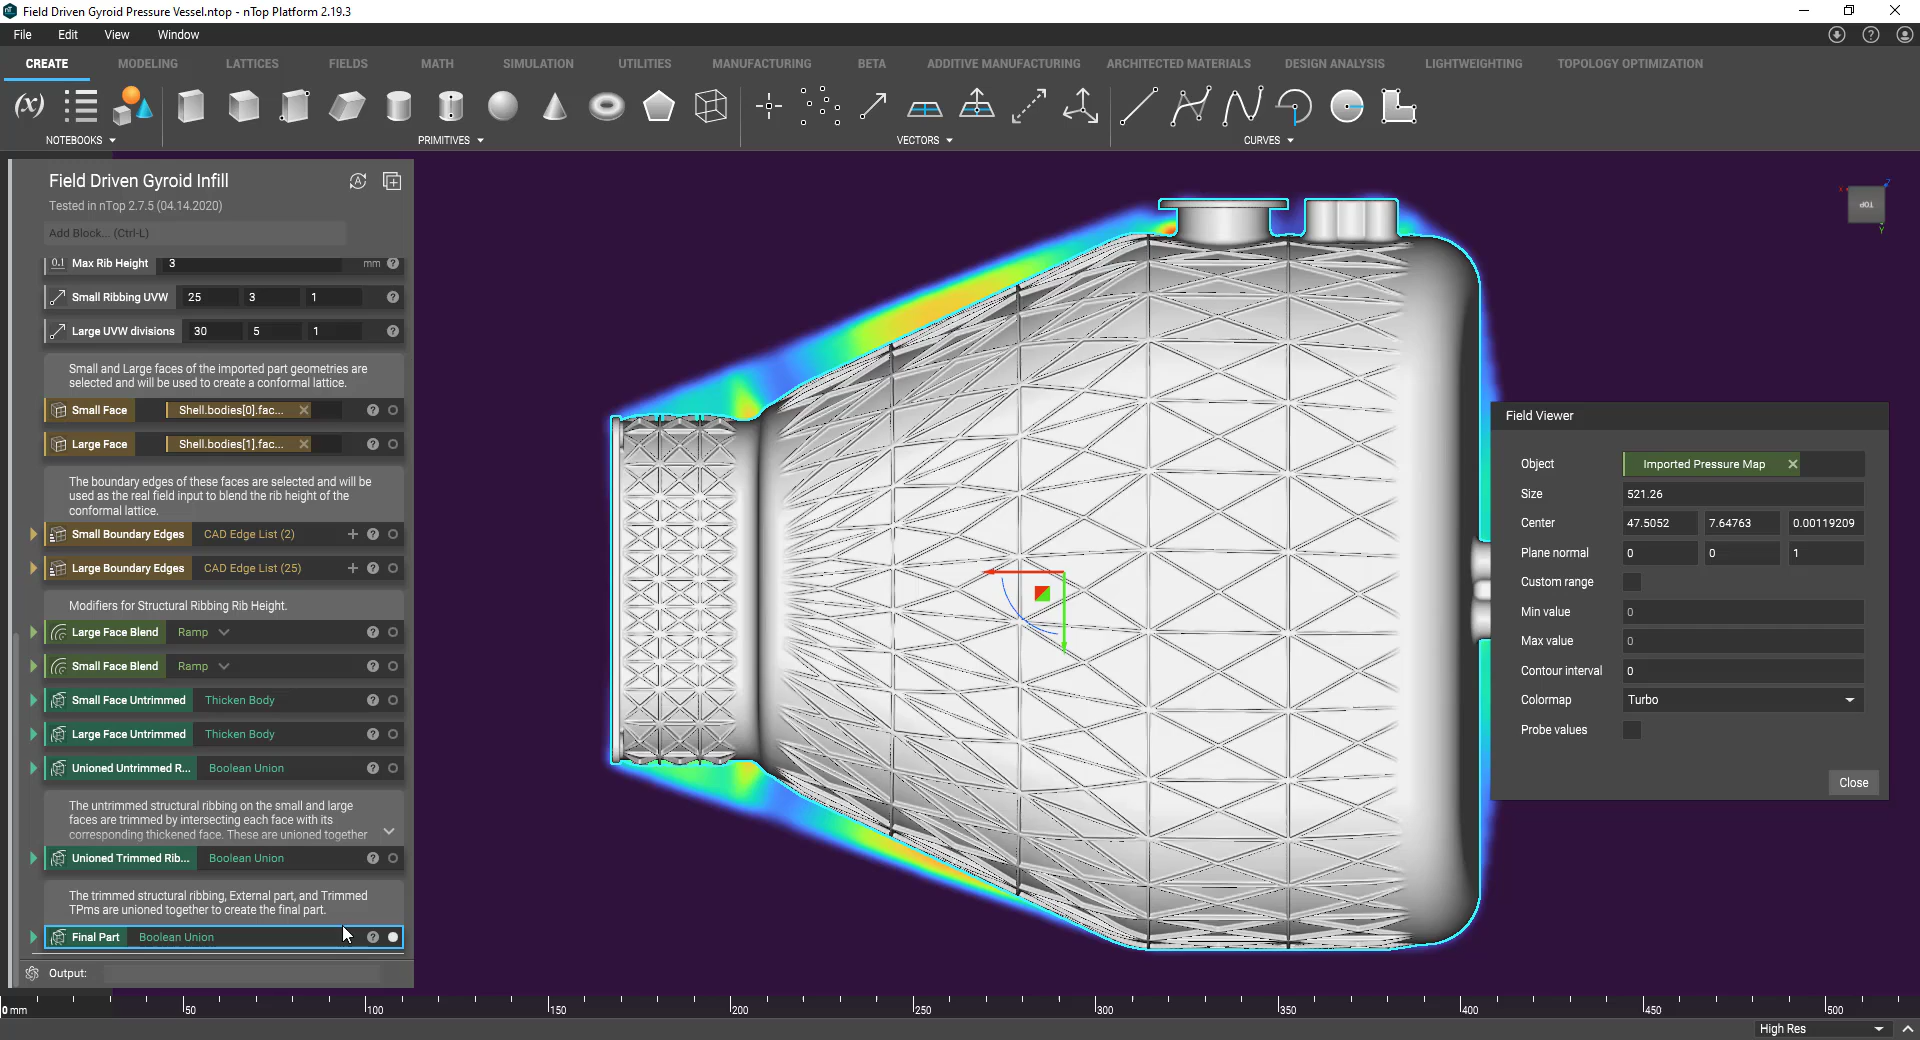 Field Driven Gyroid Pressure Vessel.ntop - nTop Platform 2.19.3
File Edit View Window
CREATE MODELING LATTICES FIELDS MATH SIMULATION UTILITIES MANUFACTURING BETA ADDITIVE MANUFACTURING ARCHITECTED MATERIALS DESIGN ANALYSIS LIGHTWEIGHTING TOPOLOGY OPTIMIZATION
(x)
NOTEBOOKS PRIMITIVES VECTORS CURVES
Field Driven Gyroid Infill
Tested in nTop 2.7.5 (04.14.2020)
Add Block... (Ctrl-L)
0.1 Max Rib Height 3 mm
Small Ribbing UVW 25 3 1
Large UVW divisions 30 5 1
Small and Large faces of the imported part geometries are
selected and will be used to create a conformal lattice.
Small Face Shell.bodies[0].fac...
Large Face Shell.bodies[1].fac...
The boundary edges of these faces are selected and will be
used as the real field input to blend the rib height of the
conformal lattice.
Small Boundary Edges CAD Edge List (2)
Large Boundary Edges CAD Edge List (25)
Modifiers for Structural Ribbing Rib Height.
Large Face Blend Ramp
Small Face Blend Ramp
Small Face Untrimmed Thicken Body
Large Face Untrimmed Thicken Body
Unioned Untrimmed R... Boolean Union
The untrimmed structural ribbing on the small and large
faces are trimmed by intersecting each face with its
corresponding thickened face. These are unioned together
Unioned Trimmed Rib... Boolean Union
The trimmed structural ribbing, External part, and Trimmed
TPms are unioned together to create the final part.
Final Part Boolean Union
Output:
X Z
TOP
Y
Field Viewer
Object Imported Pressure Map
Size 521.26
Center 47.5052 7.64763 0.00119209
Plane normal 0 0 1
Custom range
Min value 0
Max value 0
Contour interval 0
Colormap Turbo
Probe values
Close
0 mm 50 100 150 200 250 300 350 400 450 500
High Res